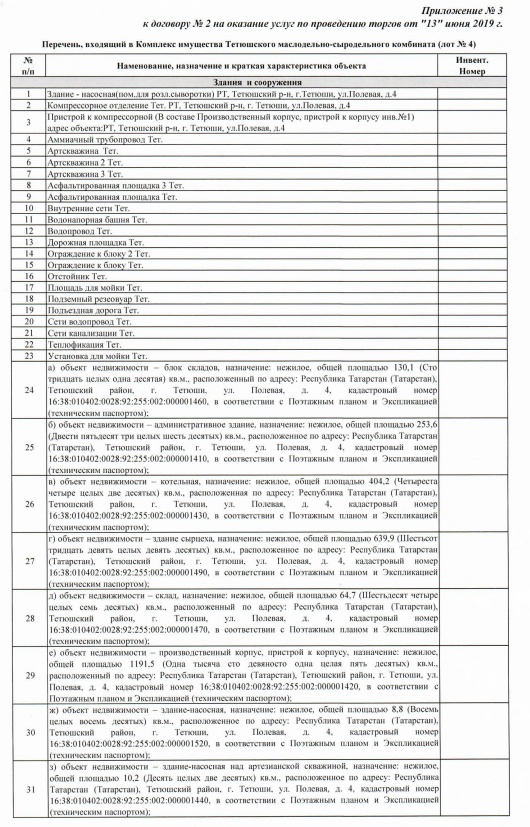 Приложение № 3
к договору № 2 на оказание услуг по проведению торгов от "13" июня 2019 г.
Перечень, входящий в Комплекс имущества Тетюшского маслодельно-сыродельного комбината (лот № 4)
№ п/п Наименование, назначение и краткая характеристика объекта Инвент. Номер
Здания и сооружения
1 Здание - насосная(пом.для розл.сыворотки) РТ, Тетюшский р-н, г.Тетюши, ул.Полевая, д.4
2 Компрессорное отделение Тет. РТ, Тетюшский р-н, г. Тетюши, ул.Полевая, д.4
3 Пристрой к компрессорной (В составе Производственный корпус, пристрой к корпусу инв.№1)
адрес объекта:РТ, Тетюшский р-н, г. Тетюши, ул.Полевая, д.4
4 Аммиачный трубопровод Тет.
5 Артскважина Тет.
6 Артскважина 2 Тет.
7 Артскважина 3 Тет.
8 Асфальтированная площадка 3 Тет.
9 Асфальтированная площадка Тет.
10 Внутренние сети Тет.
11 Водонапорная башня Тет.
12 Водопровод Тет.
13 Дорожная площадка Тет.
14 Ограждение к блоку 2 Тет.
15 Ограждение к блоку Тет.
16 Отстойник Тет.
17 Площадь для мойки Тет.
18 Подземный резеовуар Тет.
19 Подъездная дорога Тет.
20 Сети водопровод Тет.
21 Сети канализации Тет.
22 Теплофикация Тет.
23 Установка для мойки Тет.
24 а) объект недвижимости – блок складов, назначение: нежилое, общей площадью 130,1 (Сто
тридцать целых одна десятая) кв.м., расположенный по адресу: Республика Татарстан (Татарстан),
Тетюшский район, г. Тетюши, ул. Полевая, д. 4, кадастровый номер
16:38:010402:0028:92:255:002:000001460, в соответствии с Поэтажным планом и Экспликацией
(техническим паспортом);
25 б) объект недвижимости – административное здание, назначение: нежилое, общей площадью 253,6
(Двести пятьдесят три целых шесть десятых) кв.м., расположенное по адресу: Республика Татарстан
(Татарстан), Тетюшский район, г. Тетюши, ул. Полевая, д. 4, кадастровый номер
16:38:010402:0028:92:255:002:000001410, в соответствии с Поэтажным планом и Экспликацией
(техническим паспортом);
26 в) объект недвижимости – котельная, назначение: нежилое, общей площадью 404,2 (Четыреста
четыре целых две десятых) кв.м., расположенная по адресу: Республика Татарстан (Татарстан),
Тетюшский район, г. Тетюши, ул. Полевая, д. 4, кадастровый номер
16:38:010402:0028:92:255:002:000001430, в соответствии с Поэтажным планом и Экспликацией
(техническим паспортом);
27 г) объект недвижимости – здание сырцеха, назначение: нежилое, общей площадью 639,9 (Шестьсот
тридцать девять целых девять десятых) кв.м., расположенное по адресу: Республика Татарстан
(Татарстан), Тетюшский район, г. Тетюши, ул. Полевая, д. 4, кадастровый номер
16:38:010402:0028:92:255:002:000001490, в соответствии с Поэтажным планом и Экспликацией
(техническим паспортом);
28 д) объект недвижимости – склад, назначение: нежилое, общей площадью 64,7 (Шестьдесят четыре
целых семь десятых) кв.м., расположенный по адресу: Республика Татарстан (Татарстан),
Тетюшский район, г. Тетюши, ул. Полевая, д. 4, кадастровый номер
16:38:010402:0028:92:255:002:000001470, в соответствии с Поэтажным планом и Экспликацией
(техническим паспортом);
29 е) объект недвижимости – производственный корпус, пристрой к корпусу, назначение: нежилое,
общей площадью 1191,5 (Одна тысяча сто девяносто одна целая пять десятых) кв.м.,
расположенный по адресу: Республика Татарстан (Татарстан), Тетюшский район, г. Тетюши, ул.
Полевая, д. 4, кадастровый номер 16:38:010402:0028:92:255:002:000001420, в соответствии с
Поэтажным планом и Экспликацией (техническим паспортом);
30 ж) объект недвижимости – здание-насосная, назначение: нежилое, общей площадью 8,8 (Восемь
целых восемь десятых) кв.м., расположенное по адресу: Республика Татарстан (Татарстан),
Тетюшский район, г. Тетюши, ул. Полевая, д. 4, кадастровый номер
16:38:010402:0028:92:255:002:000001520, в соответствии с Поэтажным планом и Экспликацией
(техническим паспортом);
31 з) объект недвижимости – здание-насосная над артезианской скважиной, назначение: нежилое,
общей площадью 10,2 (Десять целых две десятых) кв.м., расположенное по адресу: Республика
Татарстан (Татарстан), Тетюшский район, г. Тетюши, ул. Полевая, д. 4, кадастровый номер
16:38:010402:0028:92:255:002:000001440, в соответствии с Поэтажным планом и Экспликацией
(техническим паспортом);